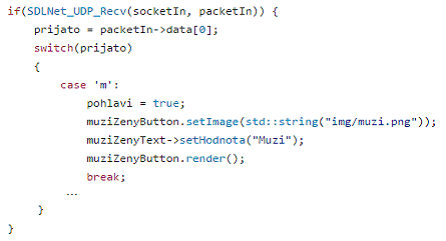 if(SDLNet_UDP_Recv(socketIn, packetIn)) {
    prijato = packetIn->data[0];
    switch(prijato)
    {
        case 'm':
            pohlavi = true;
            muziZenyButton.setImage(std::string("img/muzi.png"));
            muziZenyText->setHodnota("Muzi");
            muziZenyButton.render();
            break;
        ...
    }
}